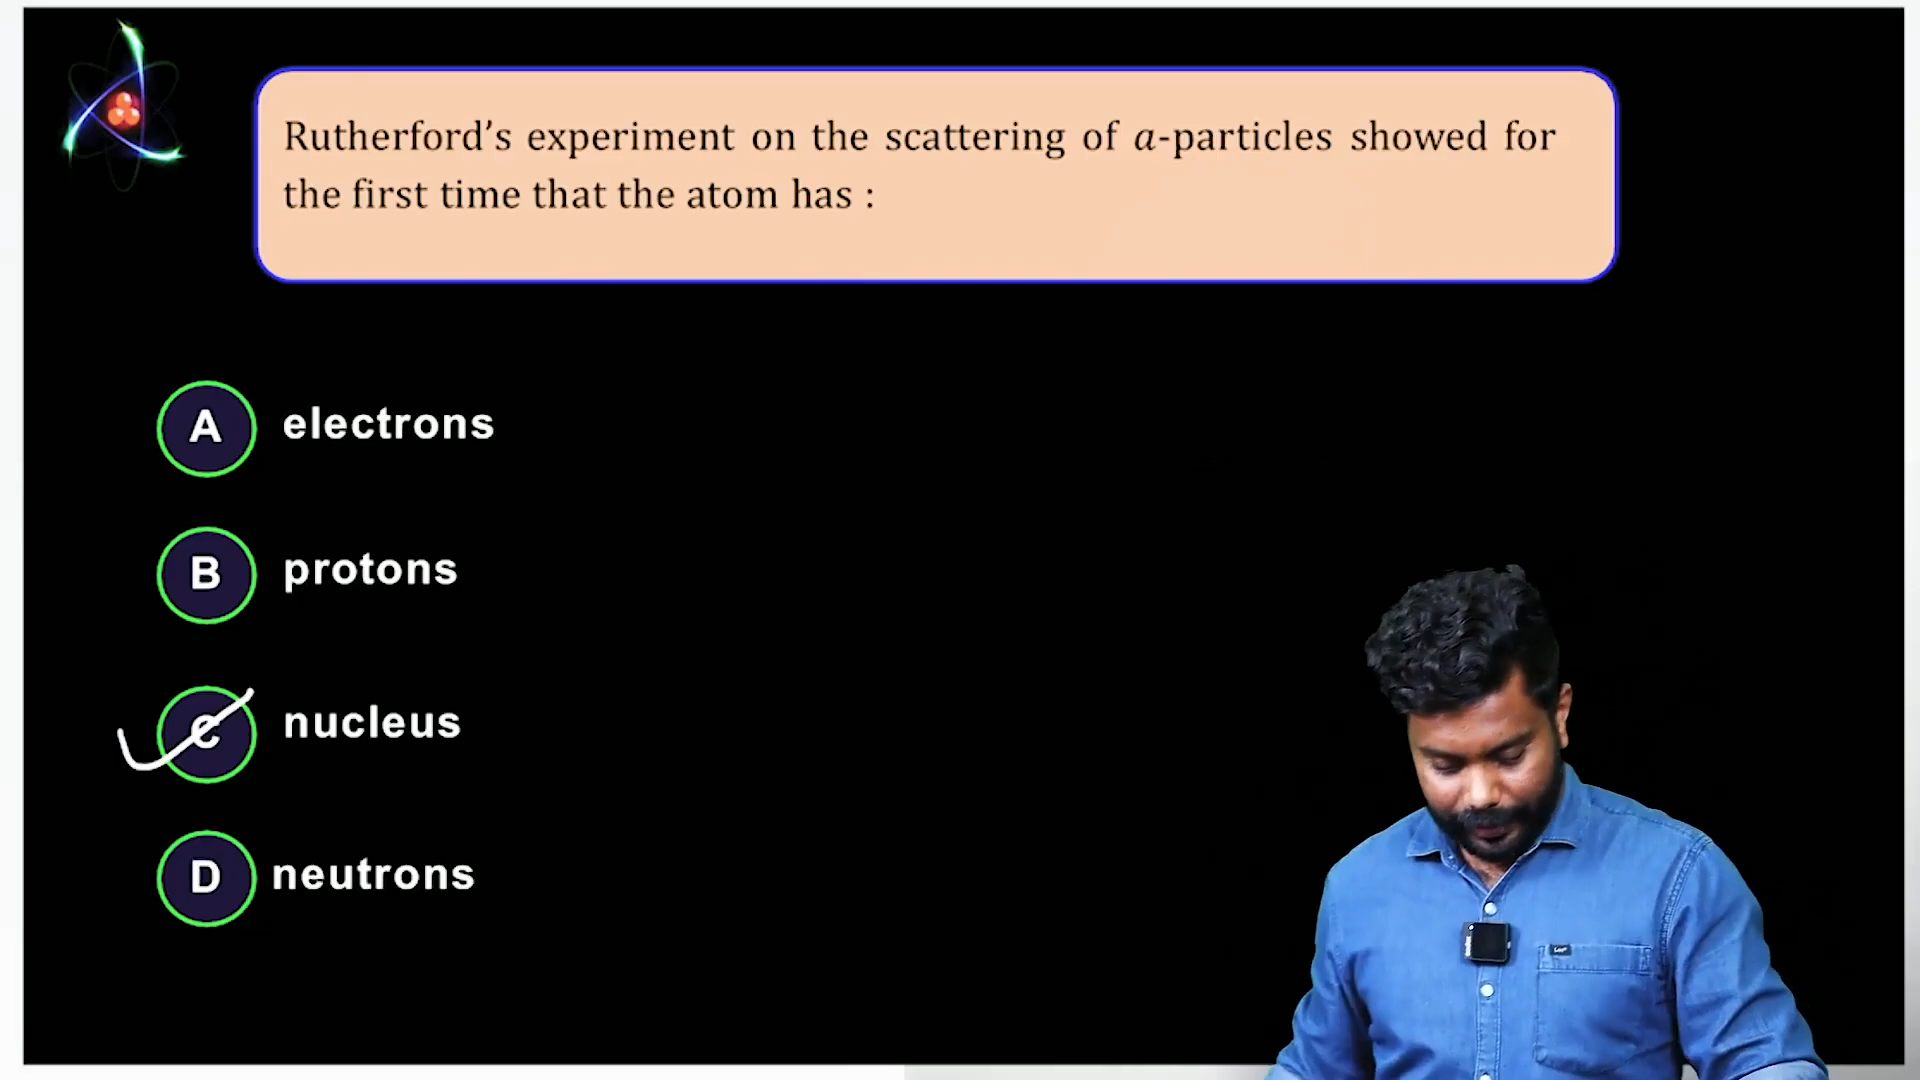 Rutherford’s experiment on the scattering of a-particles showed for
the first time that the atom has :
A electrons
B protons
C nucleus
D neutrons